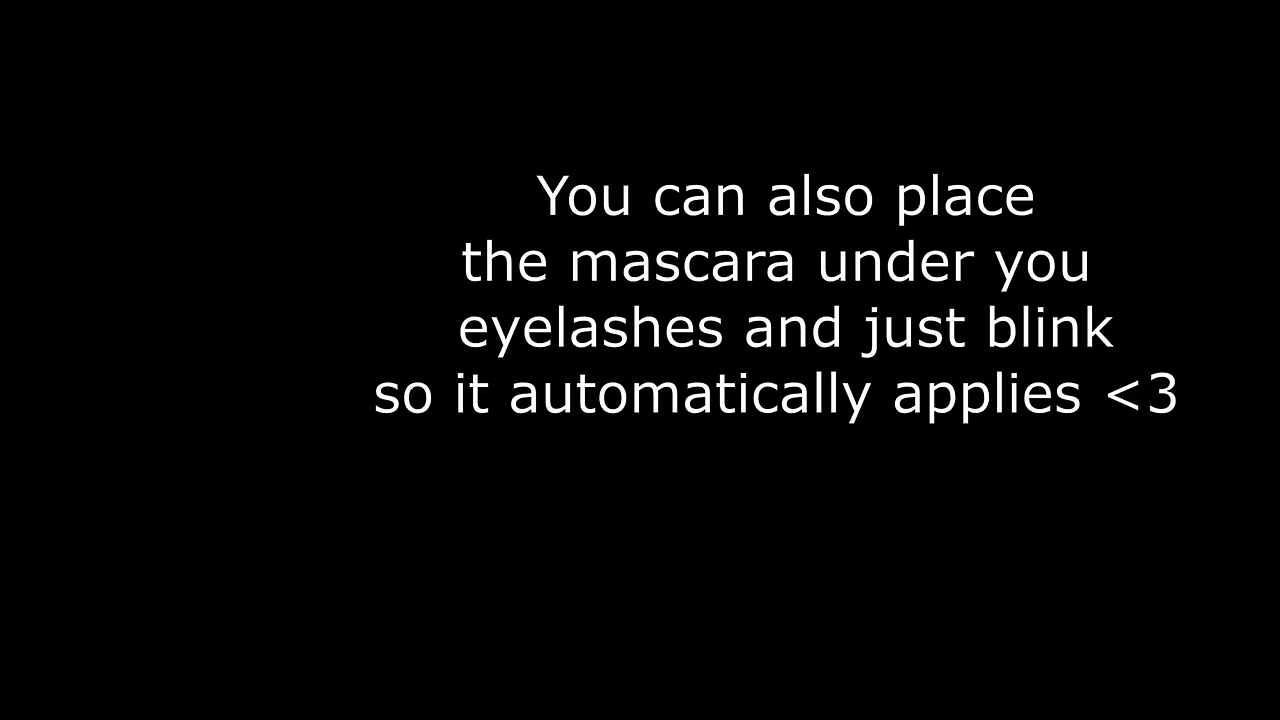 You can also place
the mascara under you
eyelashes and just blink
so it automatically applies <3